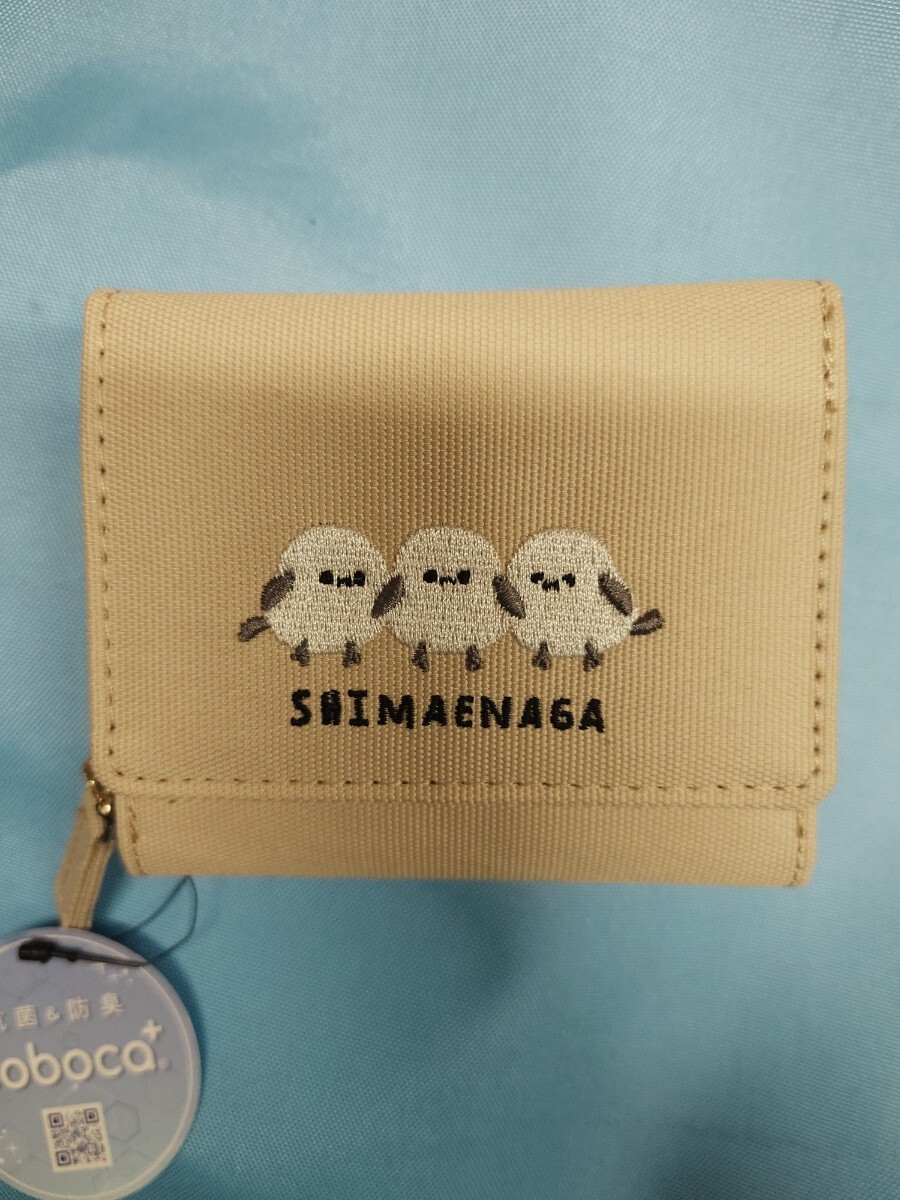 SHIMAENAGA
菌&防臭
oboca+